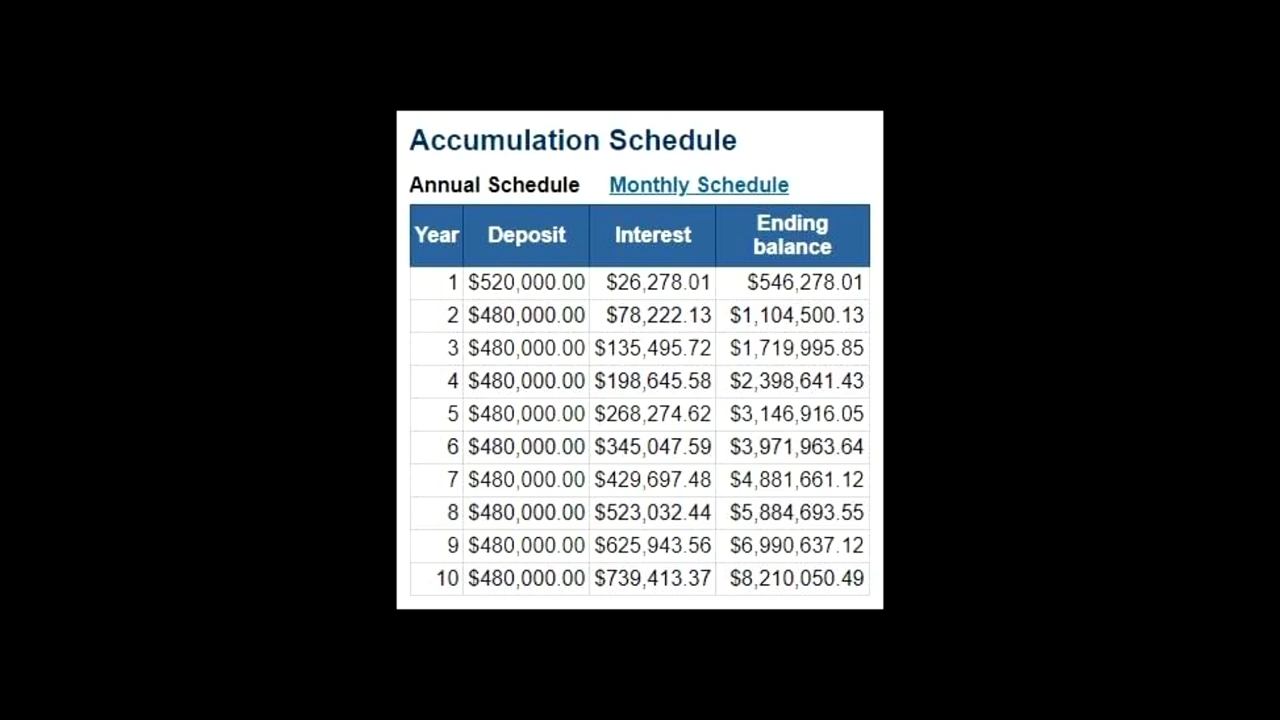 Accumulation Schedule
Annual Schedule Monthly Schedule
Year Deposit Interest Ending balance
1 $520,000.00 $26,278.01 $546,278.01
2 $480,000.00 $78,222.13 $1,104,500.13
3 $480,000.00 $135,495.72 $1,719,995.85
4 $480,000.00 $198,645.58 $2,398,641.43
5 $480,000.00 $268,274.62 $3,146,916.05
6 $480,000.00 $345,047.59 $3,971,963.64
7 $480,000.00 $429,697.48 $4,881,661.12
8 $480,000.00 $523,032.44 $5,884,693.55
9 $480,000.00 $625,943.56 $6,990,637.12
10 $480,000.00 $739,413.37 $8,210,050.49